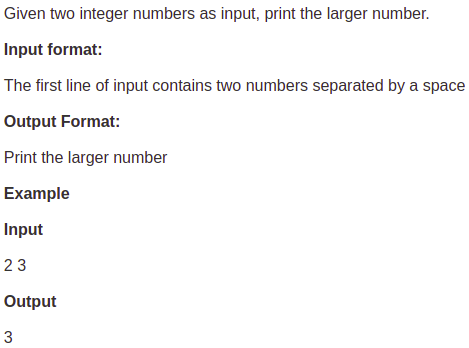 Given two integer numbers as input, print the larger number.
Input format:
The first line of input contains two numbers separated by a space
Output Format:
Print the larger number
Example
Input
2 3
Output
3